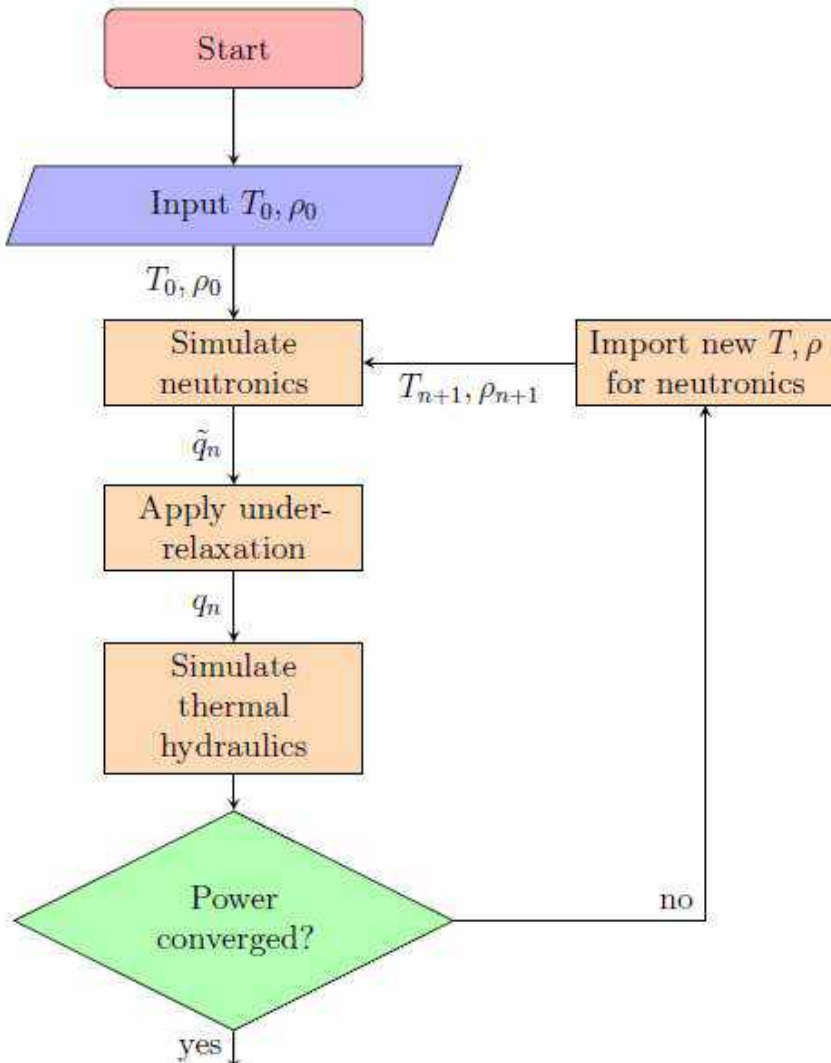 Start
Input T₀, ρ₀
T₀, ρ₀
Simulate
neutronics
Import new T, ρ
for neutronics
Tₙ₊₁, ρₙ₊₁
q̃ₙ
Apply under-
relaxation
qₙ
Simulate
thermal
hydraulics
Power
converged?
no
yes